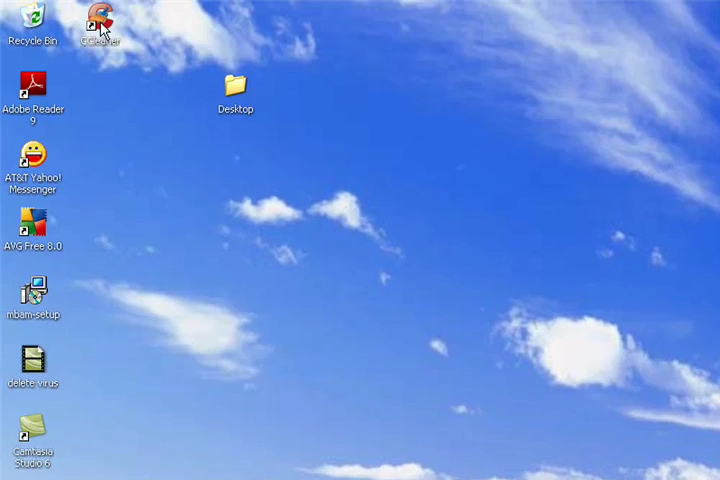 Recycle Bin
CCleaner
Adobe Reader
9
Desktop
AT&T Yahoo!
Messenger
AVG Free 8.0
mbam-setup
delete virus
Camtasia
Studio 6